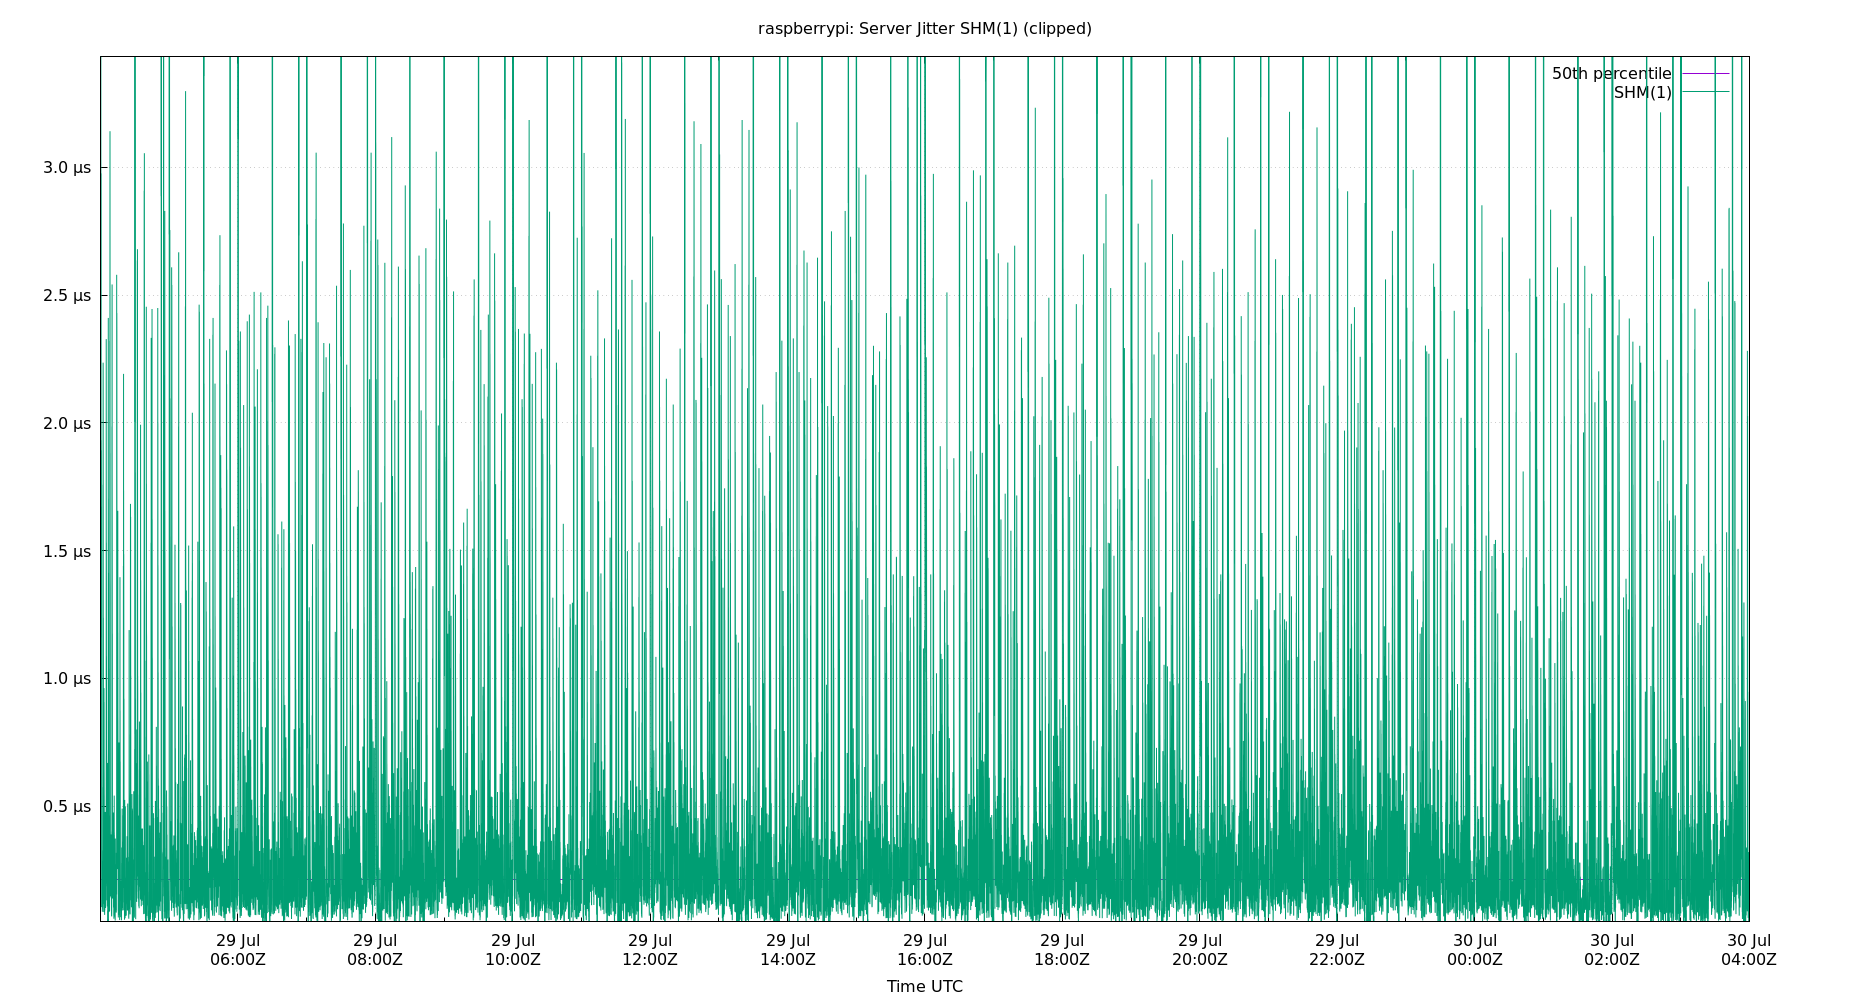 raspberrypi: Server Jitter SHM(1) (clipped)
50th percentile
SHM(1)
3.0 µs
2.5 µs
2.0 µs
1.5 µs
1.0 µs
0.5 µs
29 Jul 29 Jul 29 Jul 29 Jul 29 Jul 29 Jul 29 Jul 29 Jul 29 Jul 30 Jul 30 Jul 30 Jul
06:00Z 08:00Z 10:00Z 12:00Z 14:00Z 16:00Z 18:00Z 20:00Z 22:00Z 00:00Z 02:00Z 04:00Z
Time UTC